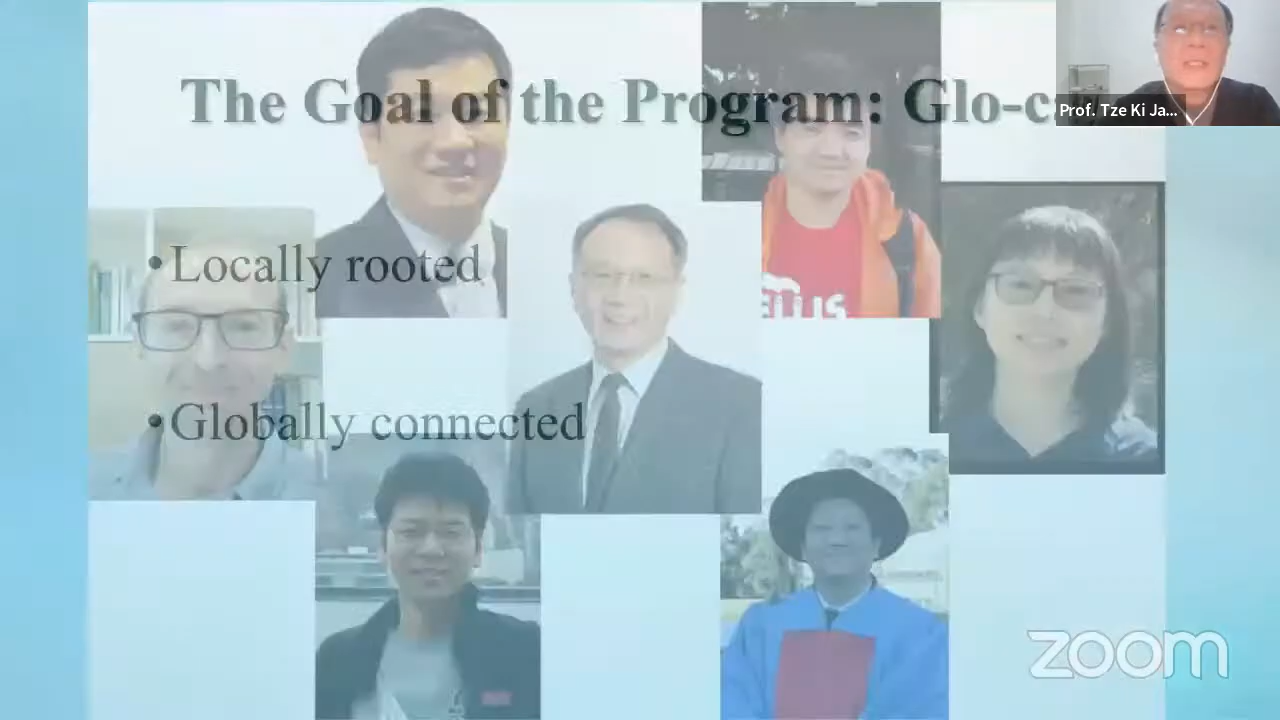 The Goal of the Program: Glo-c
Prof. Tze Ki Ja...
• Locally rooted
• Globally connected
zoom